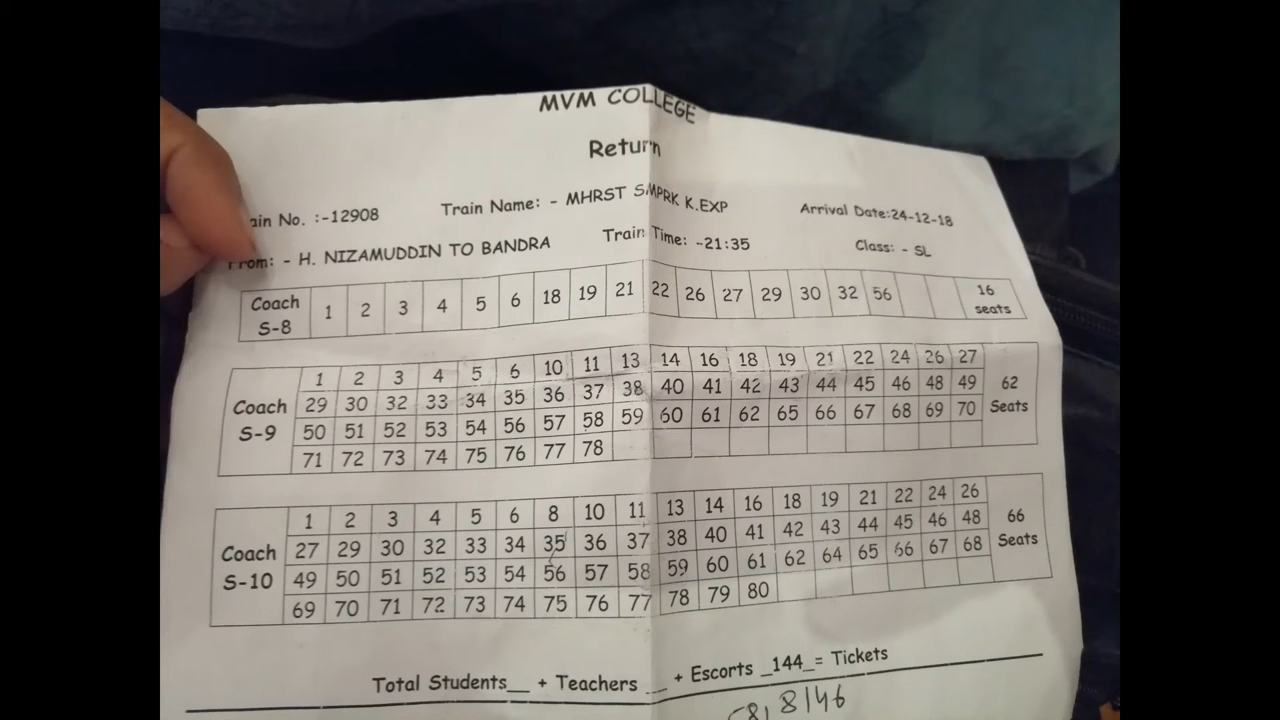 MVM COLLEGE
Return
ain No. :-12908 Train Name: - MHRST SMPRK K.EXP Arrival Date:24-12-18
From: - H. NIZAMUDDIN TO BANDRA Train Time: -21:35 Class: - SL
Coach S-8 1 2 3 4 5 6 18 19 21 22 26 27 29 30 32 56 16 seats
1 2 3 4 5 6 10 11 13 14 16 18 19 21 22 24 26 27
Coach 29 30 32 33 34 35 36 37 38 40 41 42 43 44 45 46 48 49 62
S-9 50 51 52 53 54 56 57 58 59 60 61 62 65 66 67 68 69 70 Seats
71 72 73 74 75 76 77 78
1 2 3 4 5 6 8 10 11 13 14 16 18 19 21 22 24 26
Coach 27 29 30 32 33 34 35 36 37 38 40 41 42 43 44 45 46 48 66
S-10 49 50 51 52 53 54 56 57 58 59 60 61 62 64 65 66 67 68 Seats
69 70 71 72 73 74 75 76 77 78 79 80
Total Students__ + Teachers __ + Escorts _144_= Tickets
8146